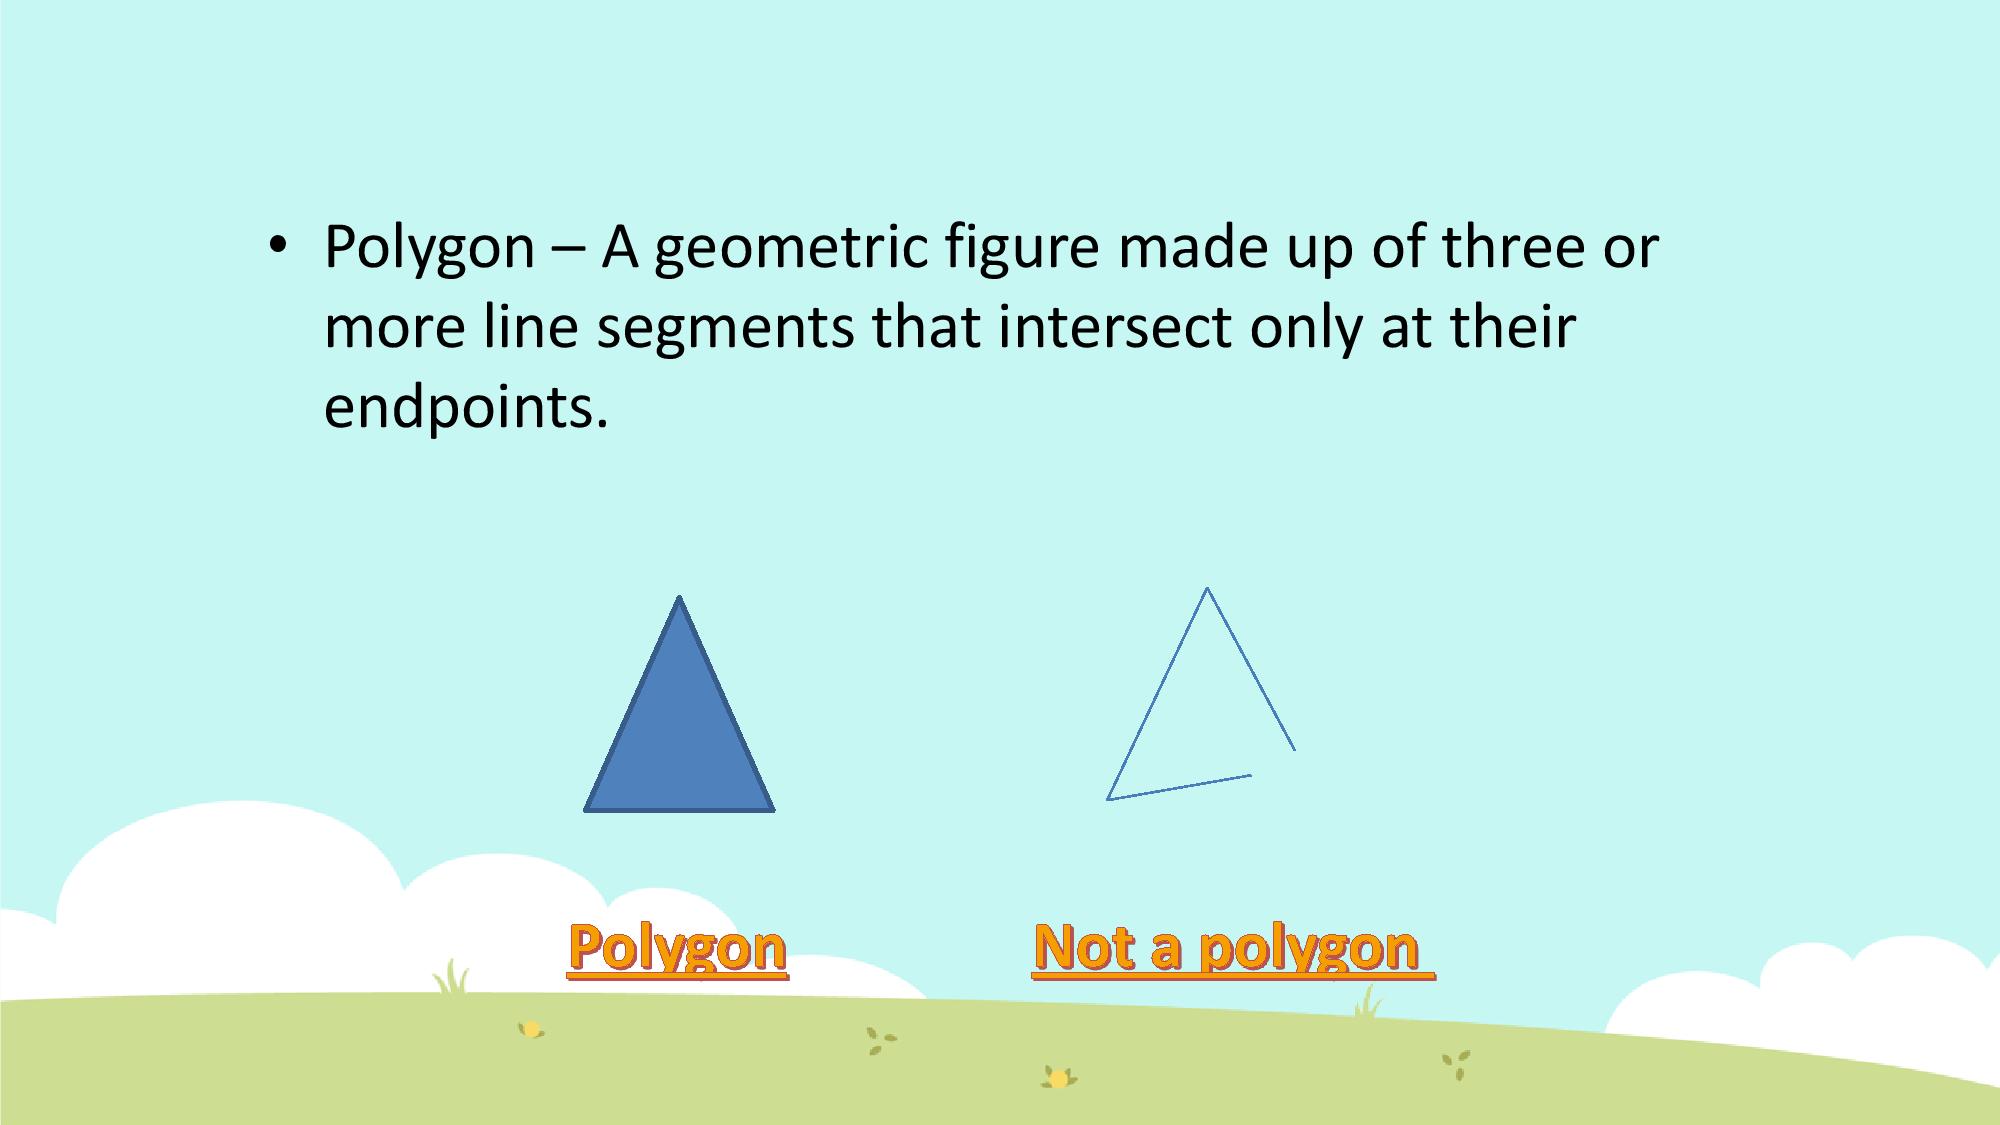 • Polygon – A geometric figure made up of three or
more line segments that intersect only at their
endpoints.
Polygon
Not a polygon